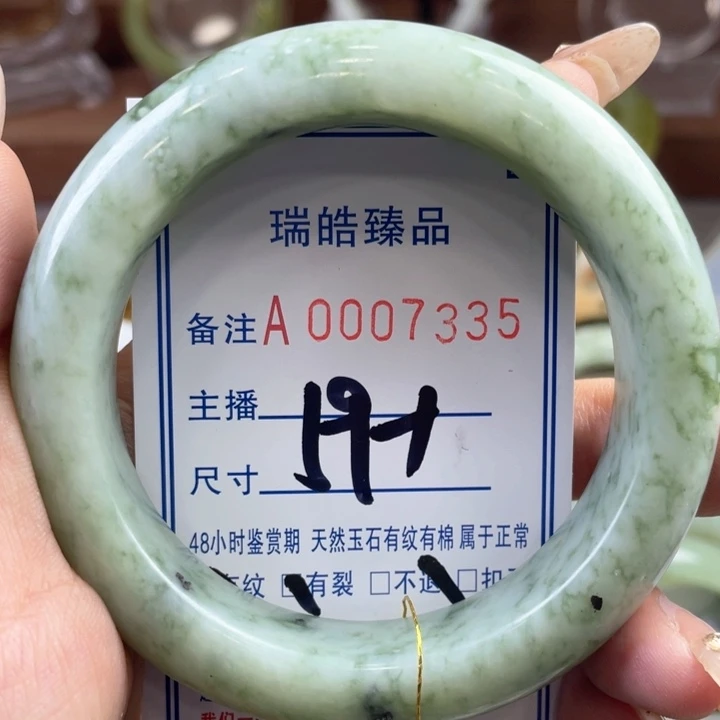 瑞皓臻品
备注A 0007335
主播
尺寸
48小时鉴赏期 天然玉石有纹有棉 属于正常
纹 □有裂 □不退 □扣